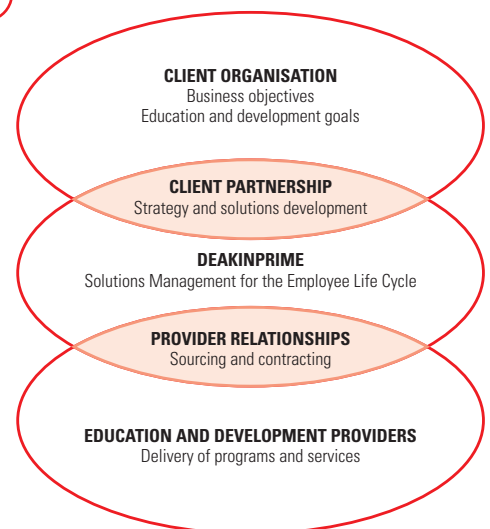 CLIENT ORGANISATION
Business objectives
Education and development goals
CLIENT PARTNERSHIP
Strategy and solutions development
DEAKINPRIME
Solutions Management for the Employee Life Cycle
PROVIDER RELATIONSHIPS
Sourcing and contracting
EDUCATION AND DEVELOPMENT PROVIDERS
Delivery of programs and services